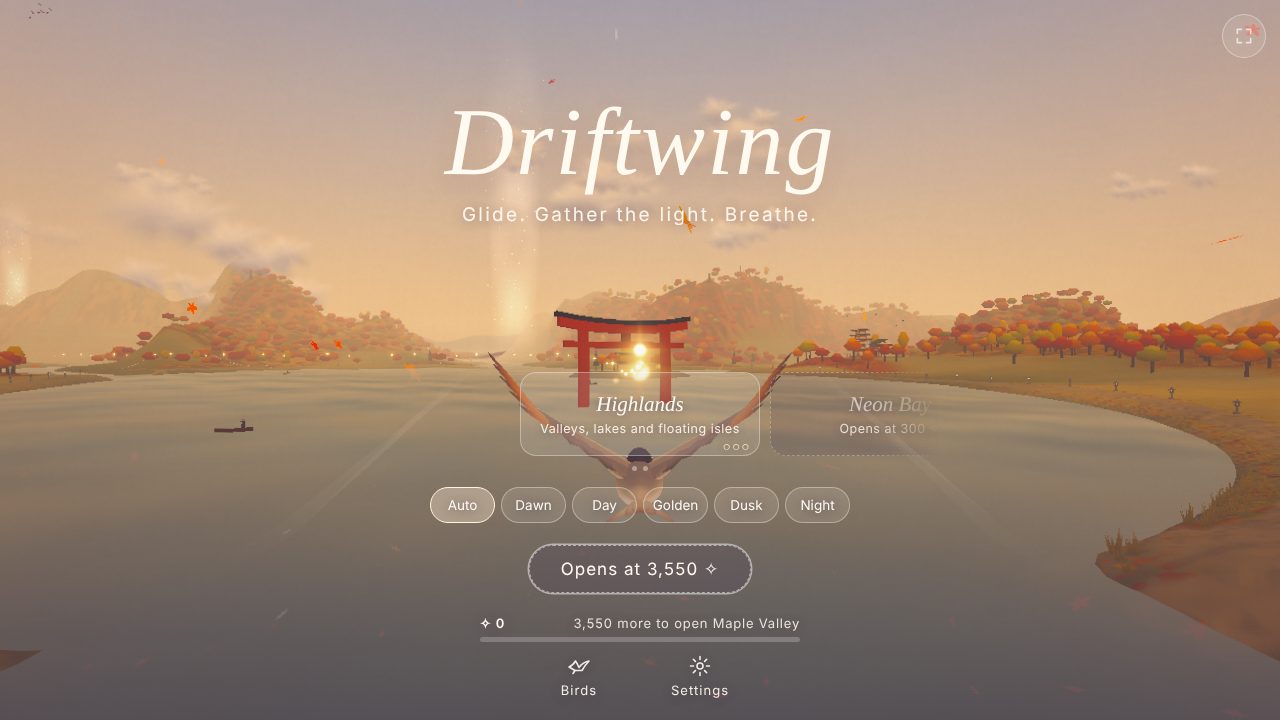 Driftwing
Glide. Gather the light. Breathe.
Highlands
Valleys, lakes and floating isles
Neon Bay
Opens at 300
Auto
Dawn
Day
Golden
Dusk
Night
Opens at 3,550 ✧
✦ 0
3,550 more to open Maple Valley
Birds
Settings